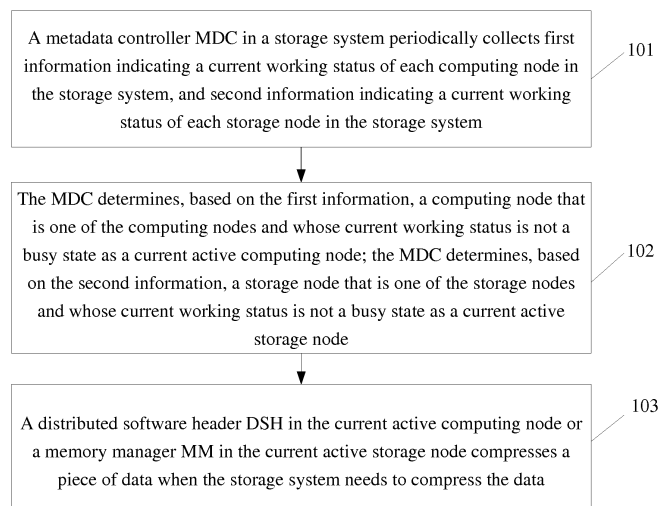 A metadata controller MDC in a storage system periodically collects first
information indicating a current working status of each computing node in
the storage system, and second information indicating a current working
status of each storage node in the storage system
101
The MDC determines, based on the first information, a computing node that
is one of the computing nodes and whose current working status is not a
busy state as a current active computing node; the MDC determines, based
on the second information, a storage node that is one of the storage nodes
and whose current working status is not a busy state as a current active
storage node
102
A distributed software header DSH in the current active computing node or
a memory manager MM in the current active storage node compresses a
piece of data when the storage system needs to compress the data
103